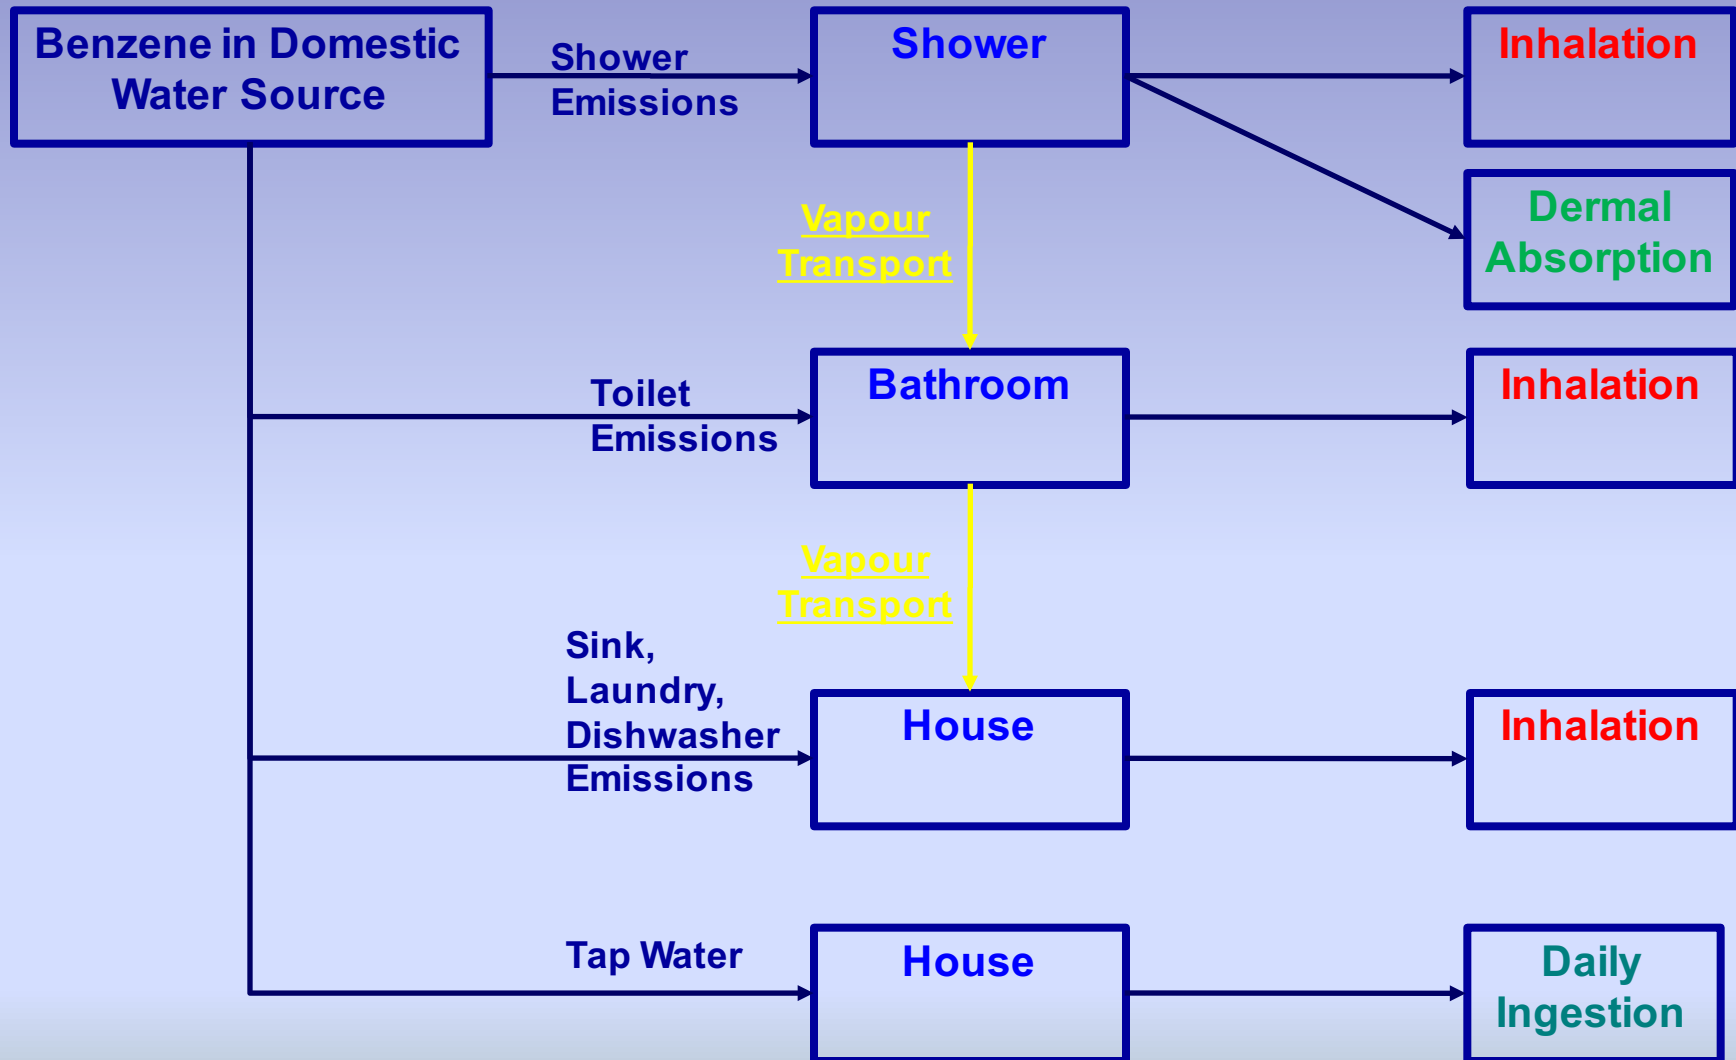 Benzene in Domestic
Water Source
Shower
Emissions
Shower
Inhalation
Dermal
Absorption
Vapour
Transport
Toilet
Emissions
Bathroom
Inhalation
Vapour
Transport
Sink,
Laundry,
Dishwasher
Emissions
House
Inhalation
Tap Water
House
Daily
Ingestion